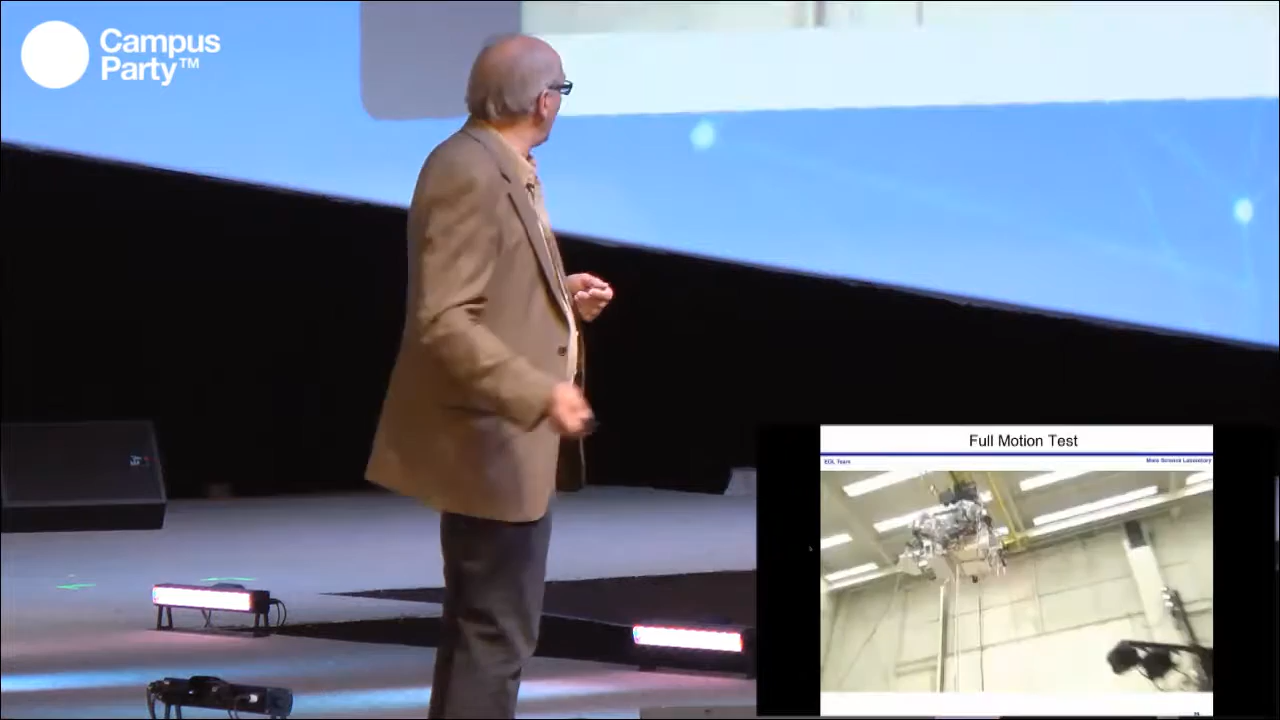 Campus
Party™
Full Motion Test
EDL Team
Mars Science Laboratory